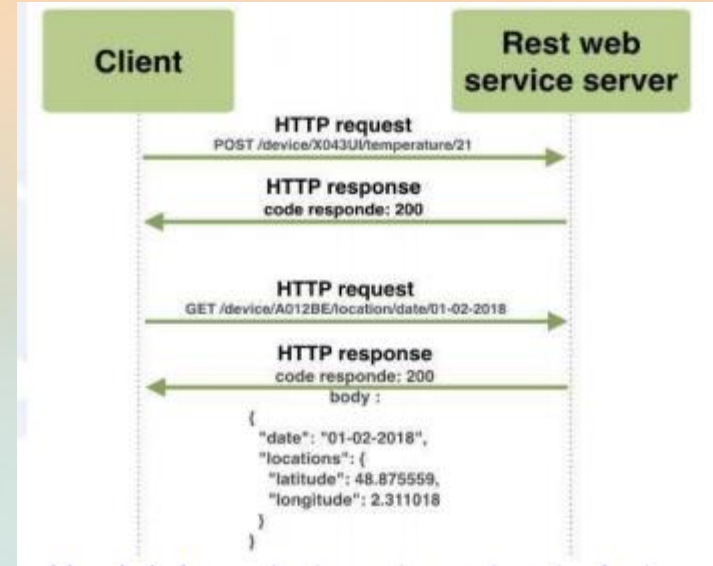 Client
Rest web
service server
HTTP request
POST /device/X043UI/temperature/21
HTTP response
code responde: 200
HTTP request
GET /device/A012BE/location/date/01-02-2018
HTTP response
code responde: 200
body :
{
"date": "01-02-2018",
"locations": {
"latitude": 48.875559,
"longitude": 2.311018
}
}